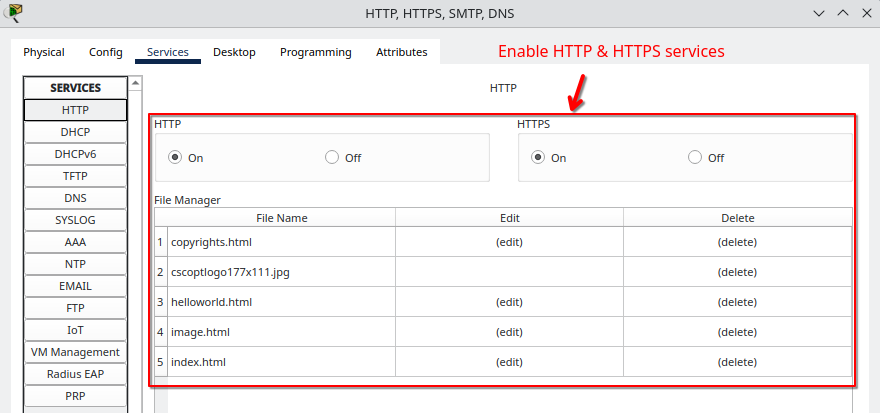 HTTP, HTTPS, SMTP, DNS
Physical Config Services Desktop Programming Attributes
Enable HTTP & HTTPS services
SERVICES
HTTP
DHCP
DHCPv6
TFTP
DNS
SYSLOG
AAA
NTP
EMAIL
FTP
IoT
VM Management
Radius EAP
PRP
HTTP
HTTP HTTPS
On Off On Off
File Manager
File Name Edit Delete
1 copyrights.html (edit) (delete)
2 cscoptlogo177x111.jpg (delete)
3 helloworld.html (edit) (delete)
4 image.html (edit) (delete)
5 index.html (edit) (delete)